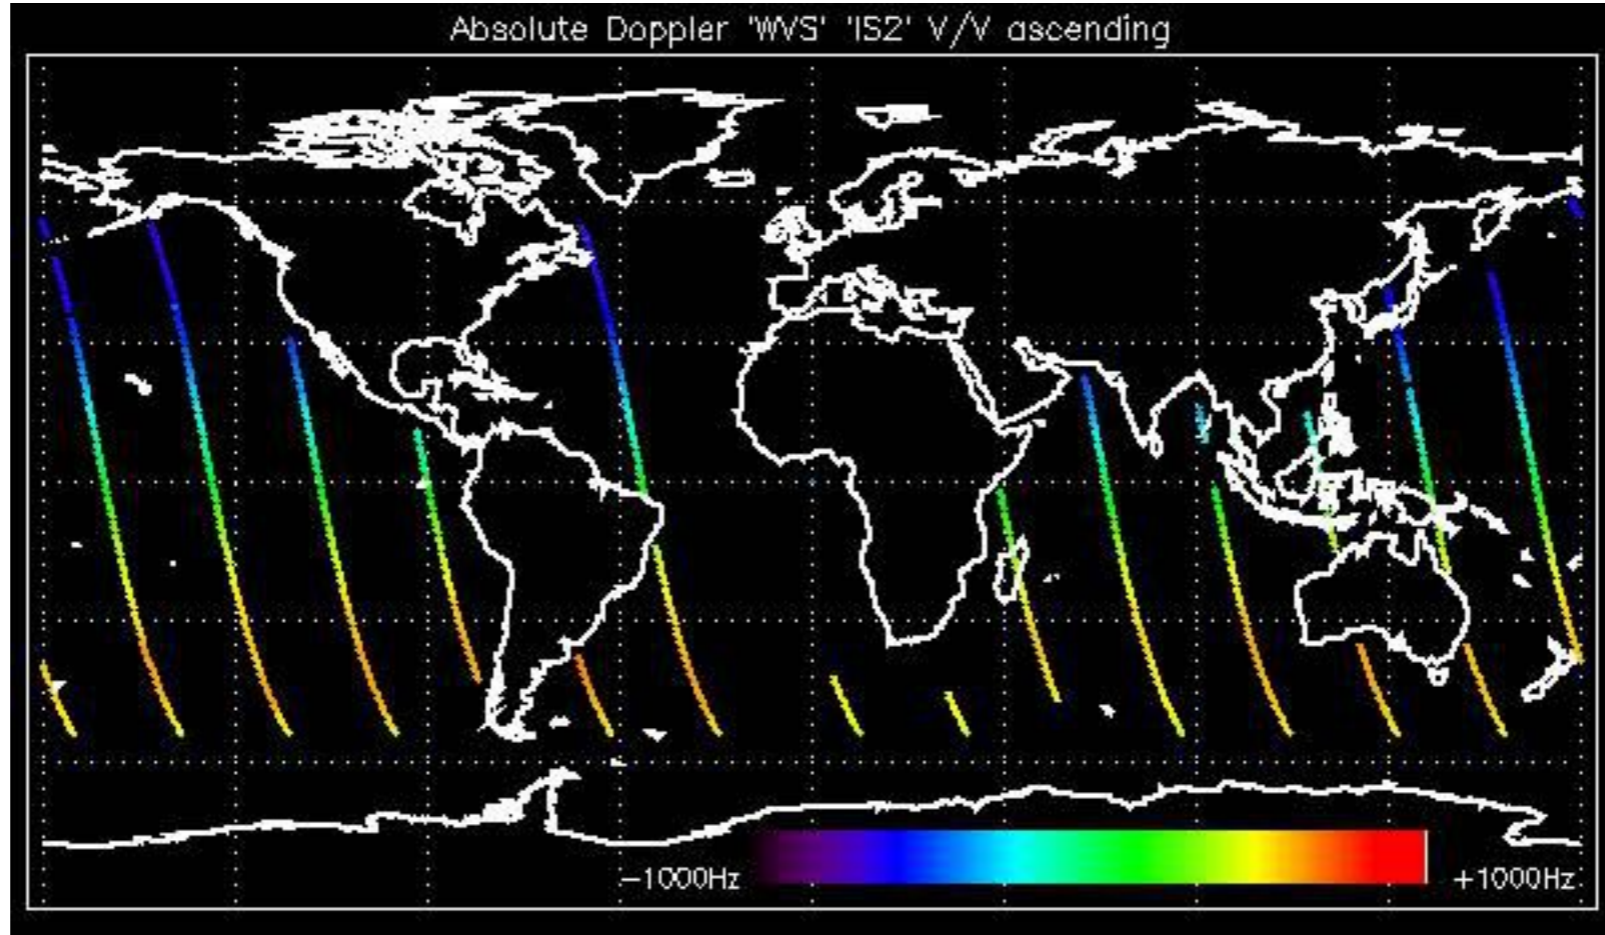 Absolute Doppler 'WVS' 'IS2' V/V ascending
-1000Hz
+1000Hz